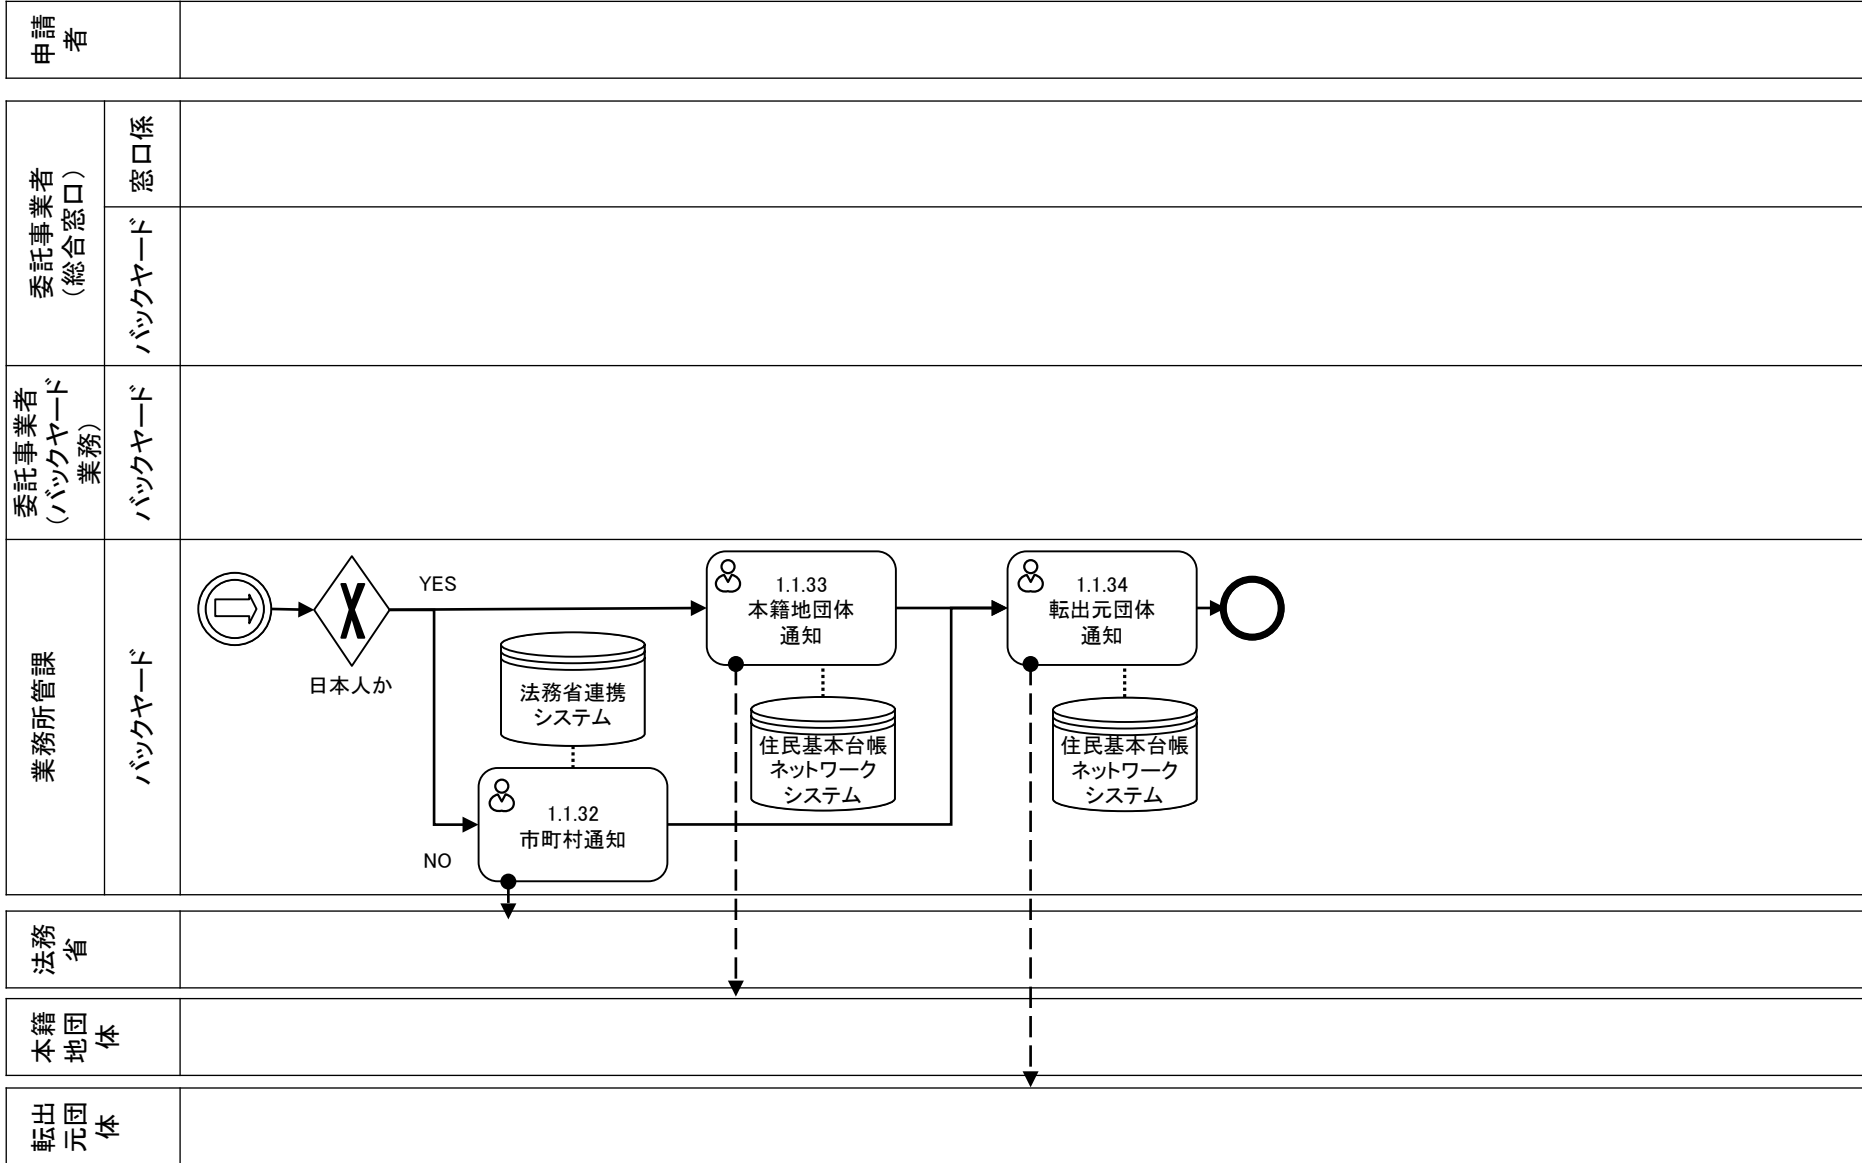 申請
者
委託事業者
（総合窓口）
窓口係
バックヤード
委託事業者
（バックヤード
業務）
バックヤード
業務所管課
バックヤード
日本人か
YES
NO
法務省連携
システム
1.1.32
市町村通知
1.1.33
本籍地団体
通知
住民基本台帳
ネットワーク
システム
1.1.34
転出元団体
通知
住民基本台帳
ネットワーク
システム
法務
省
本籍
地団
体
転出
元団
体